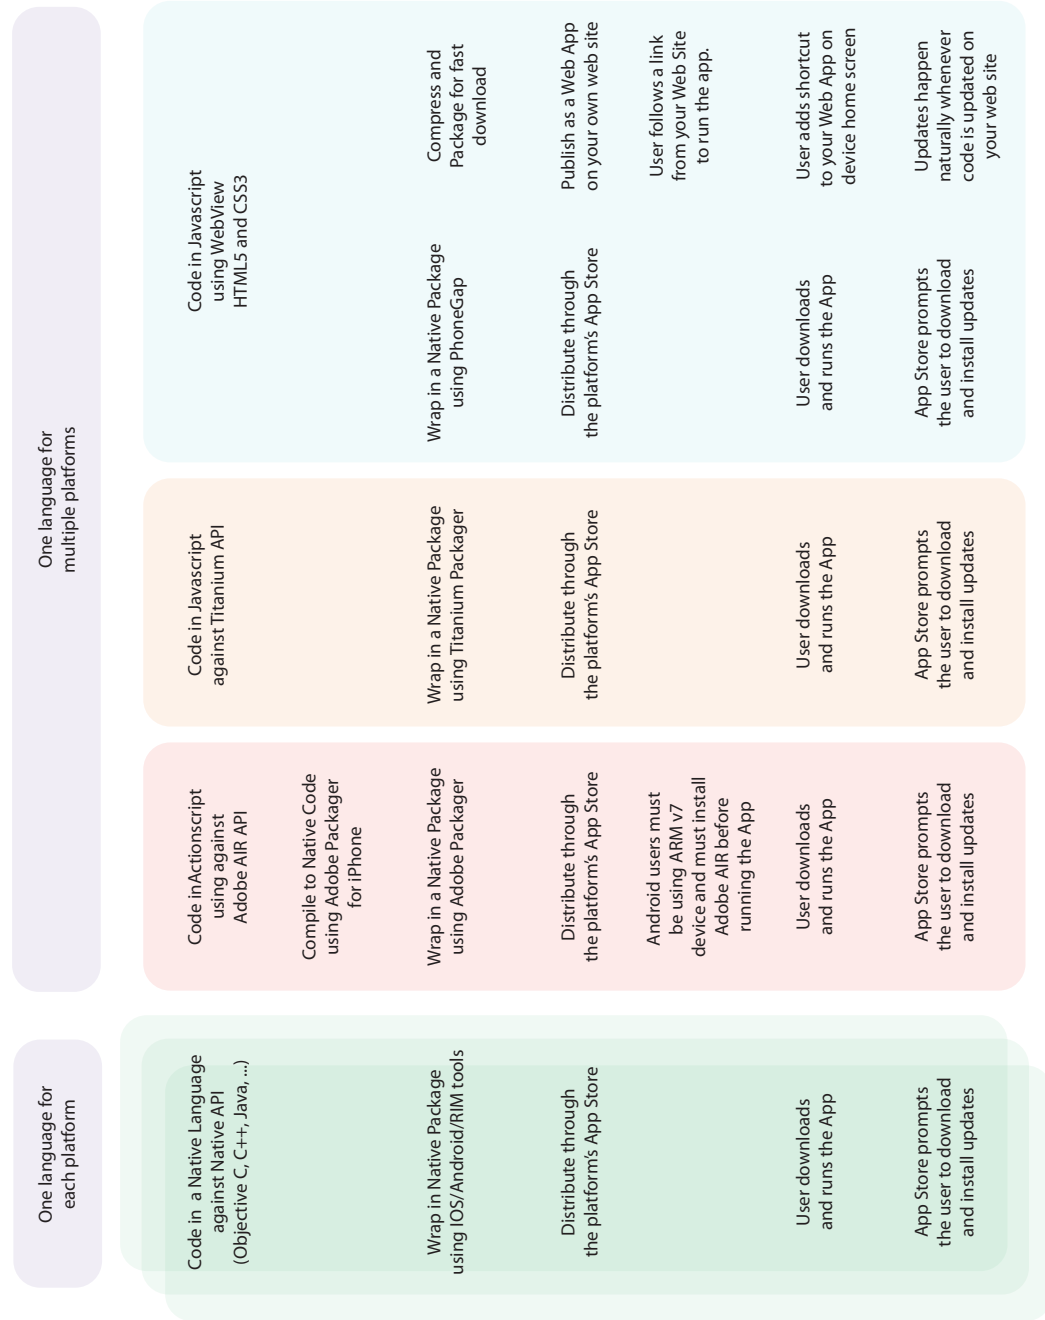 One language for
each platform
One language for
multiple platforms
Code in a Native Language
against Native API
(Objective C, C++, Java, ...)
Wrap in Native Package
using IOS/Android/RIM tools
Distribute through
the platform's App Store
User downloads
and runs the App
App Store prompts
the user to download
and install updates
Code inActionscript
using against
Adobe AIR API
Compile to Native Code
using Adobe Packager
for iPhone
Wrap in a Native Package
using Adobe Packager
Distribute through
the platform's App Store
Android users must
be using ARM v7
device and must install
Adobe AIR before
running the App
User downloads
and runs the App
App Store prompts
the user to download
and install updates
Code in Javascript
against Titanium API
Wrap in a Native Package
using Titanium Packager
Distribute through
the platform's App Store
User downloads
and runs the App
App Store prompts
the user to download
and install updates
Code in Javascript
using WebView
HTML5 and CSS3
Wrap in a Native Package
using PhoneGap
Distribute through
the platform's App Store
User downloads
and runs the App
App Store prompts
the user to download
and install updates
Compress and
Package for fast
download
Publish as a Web App
on your own web site
User follows a link
from your Web Site
to run the app.
User adds shortcut
to your Web App on
device home screen
Updates happen
naturally whenever
code is updated on
your web site